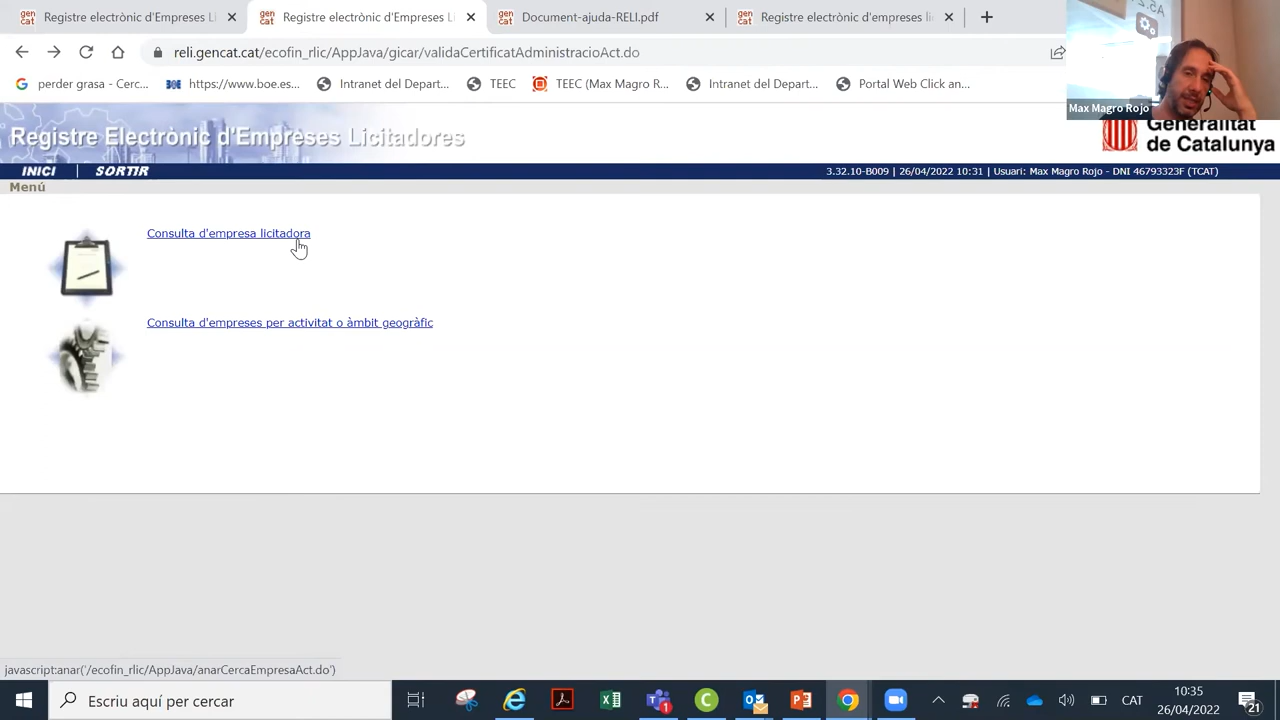 Registre electrònic d'Empreses Li
Registre electrònic d'Empreses L
Document-ajuda-RELI.pdf
Registre electrònic d'empreses li
reli.gencat.cat/ecofin_rlic/AppJava/gicar/validaCertificatAdministracioAct.do
perder grasa - Cerc...
https://www.boe.es...
Intranet del Depart...
TEEC
TEEC (Max Magro R...
Intranet del Depart...
Portal Web Click an...
Max Magro Rojo
Registre Electrònic d'Empreses Licitadores
Generalitat
de Catalunya
INICI | SORTIR
3.32.10-B009 | 26/04/2022 10:31 | Usuari: Max Magro Rojo - DNI 46793323F (TCAT)
Menú
Consulta d'empresa licitadora
Consulta d'empreses per activitat o àmbit geogràfic
javascript:anar('/ecofin_rlic/AppJava/anarCercaEmpresaAct.do')
Escriu aquí per cercar
1
CAT
10:35
26/04/2022
21